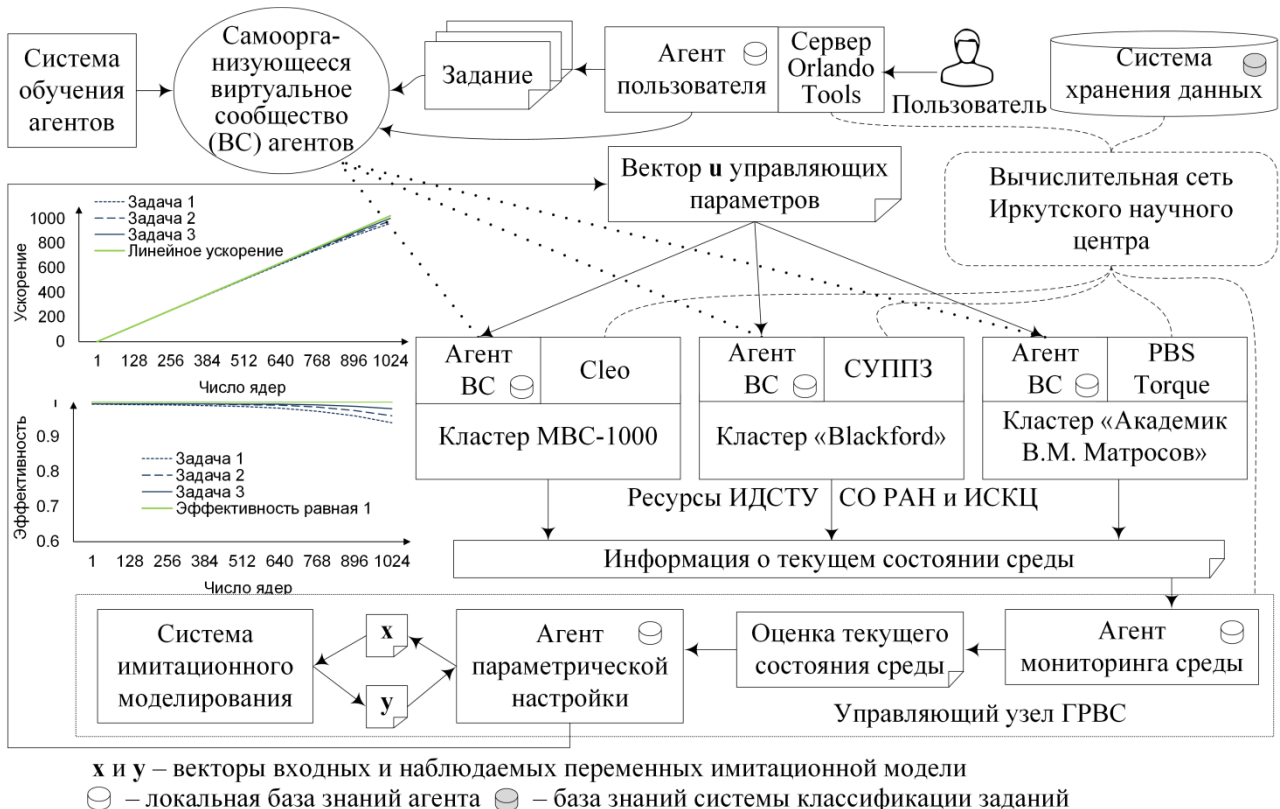 Система
обучения
агентов
Самоорга-
низующееся
виртуальное
сообщество
(ВС) агентов
Задание
Агент
пользователя
Сервер
Orlando
Tools
Пользователь
Система
хранения данных
Вектор u управляющих
параметров
Вычислительная сеть
Иркутского научного
центра
Задача 1
Задача 2
Задача 3
Линейное ускорение
Ускорение
1000
800
600
400
200
0
1 128 256 384 512 640 768 896 1024
Число ядер
Эффективность
1
0.9
0.8
0.7
0.6
Задача 1
Задача 2
Задача 3
Эффективность равная 1
1 128 256 384 512 640 768 896 1024
Число ядер
Агент
ВС
Cleo
Кластер МВС-1000
Агент
ВС
СУППЗ
Кластер «Blackford»
Агент
ВС
PBS
Torque
Кластер «Академик
В.М. Матросов»
Ресурсы ИДСТУ СО РАН и ИСКЦ
Информация о текущем состоянии среды
Система
имитационного
моделирования
x
y
Агент
параметрической
настройки
Оценка текущего
состояния среды
Агент
мониторинга среды
Управляющий узел ГРВС
x и y – векторы входных и наблюдаемых переменных имитационной модели
– локальная база знаний агента – база знаний системы классификации заданий